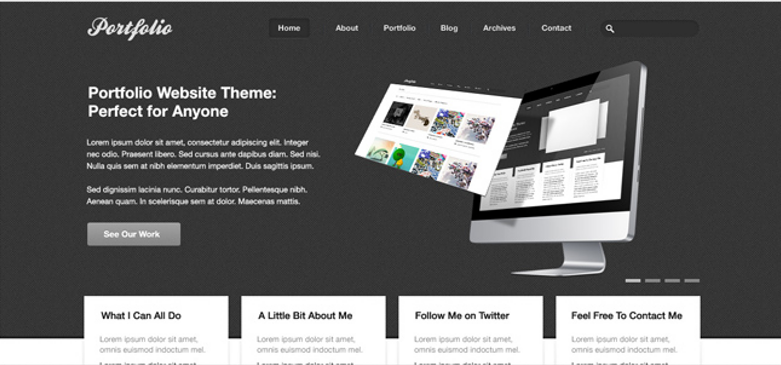 Portfolio
Home
About
Portfolio
Blog
Archives
Contact
Portfolio Website Theme:
Perfect for Anyone
Lorem ipsum dolor sit amet, consectetur adipiscing elit. Integer
nec odio. Praesent libero. Sed cursus ante dapibus diam. Sed nisi.
Nulla quis sem at nibh elementum imperdiet. Duis sagittis ipsum.
Sed dignissim lacinia nunc. Curabitur tortor. Pellentesque nibh.
Aenean quam. In scelerisque sem at dolor. Maecenas mattis.
See Our Work
What I Can All Do
A Little Bit About Me
Follow Me on Twitter
Feel Free To Contact Me
Lorem ipsum dolor sit amet,
omnis euismod indoctum mel.
Lorem ipsum dolor sit amet,
omnis euismod indoctum mel.
Lorem ipsum dolor sit amet,
omnis euismod indoctum mel.
Lorem ipsum dolor sit amet,
omnis euismod indoctum mel.